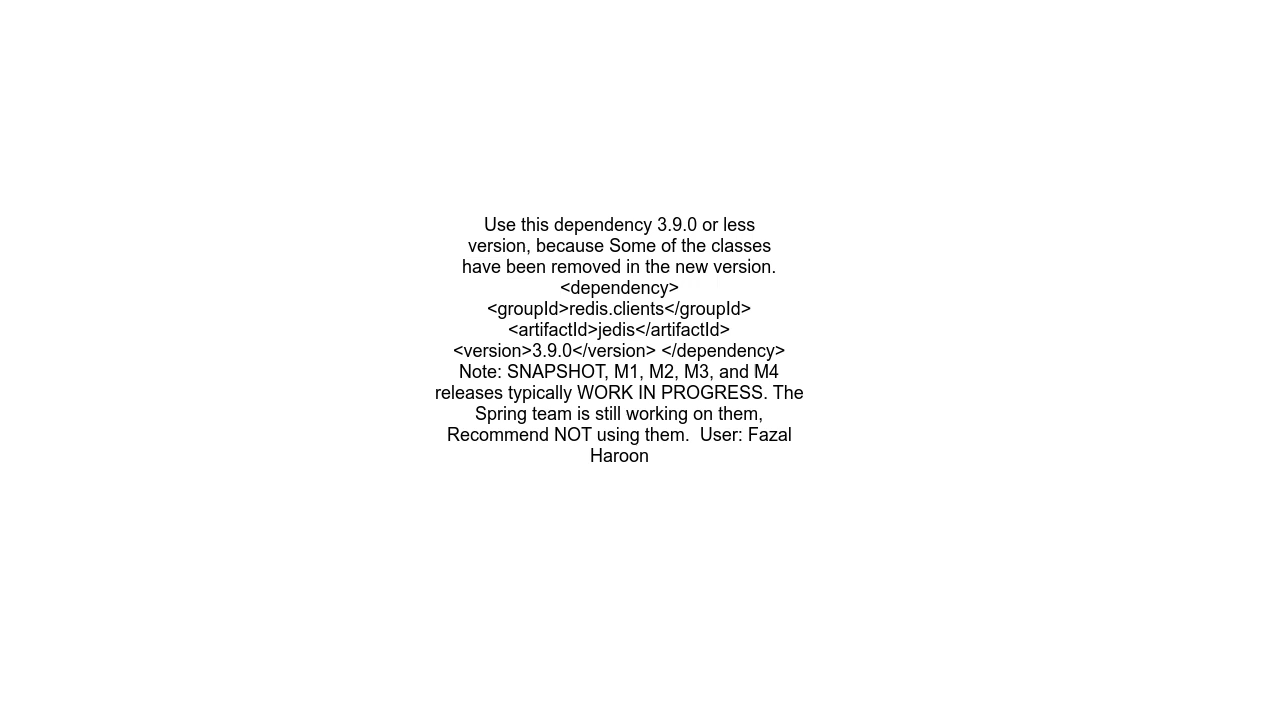 Use this dependency 3.9.0 or less
version, because Some of the classes
have been removed in the new version.
<dependency>
<groupId>redis.clients</groupId>
<artifactId>jedis</artifactId>
<version>3.9.0</version> </dependency>
Note: SNAPSHOT, M1, M2, M3, and M4
releases typically WORK IN PROGRESS. The
Spring team is still working on them,
Recommend NOT using them.  User: Fazal
Haroon